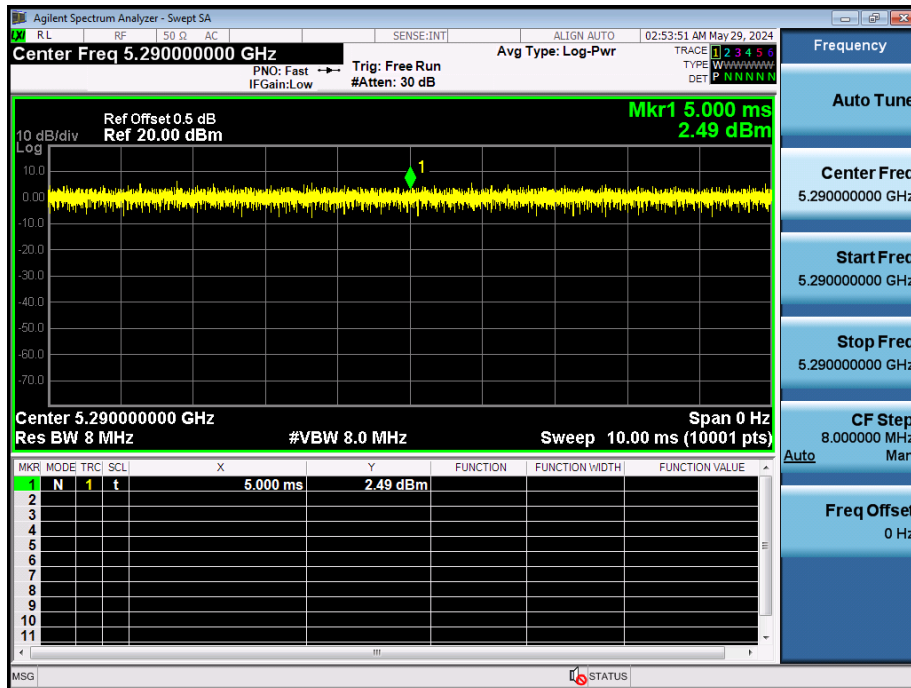 Agilent Spectrum Analyzer - Swept SA
LXI RL RF 50 Ω AC SENSE:INT ALIGN AUTO 02:53:51 AM May 29, 2024
Center Freq 5.290000000 GHz
PNO: Fast
IFGain:Low
Trig: Free Run
#Atten: 30 dB
Avg Type: Log-Pwr
TRACE 1 2 3 4 5 6
TYPE WWWWWWW
DET P N N N N N
Ref Offset 0.5 dB
Ref 20.00 dBm
10 dB/div
Log
Mkr1 5.000 ms
2.49 dBm
1
10.0
0.00
-10.0
-20.0
-30.0
-40.0
-50.0
-60.0
-70.0
Center 5.290000000 GHz Span 0 Hz
Res BW 8 MHz #VBW 8.0 MHz Sweep 10.00 ms (10001 pts)
MKR MODE TRC SCL X Y FUNCTION FUNCTION WIDTH FUNCTION VALUE
1 N 1 t 5.000 ms 2.49 dBm
2
3
4
5
6
7
8
9
10
11
MSG STATUS
Frequency
Auto Tune
Center Freq
5.290000000 GHz
Start Freq
5.290000000 GHz
Stop Freq
5.290000000 GHz
CF Step
8.000000 MHz
Auto Man
Freq Offset
0 Hz